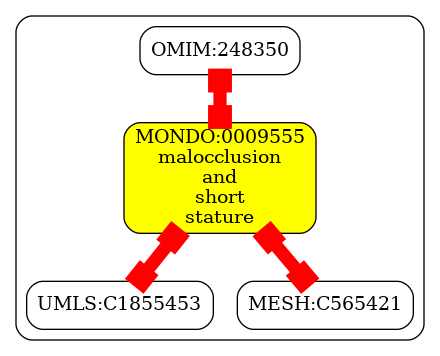 OMIM:248350
MONDO:0009555
malocclusion
and
short
stature
UMLS:C1855453
MESH:C565421